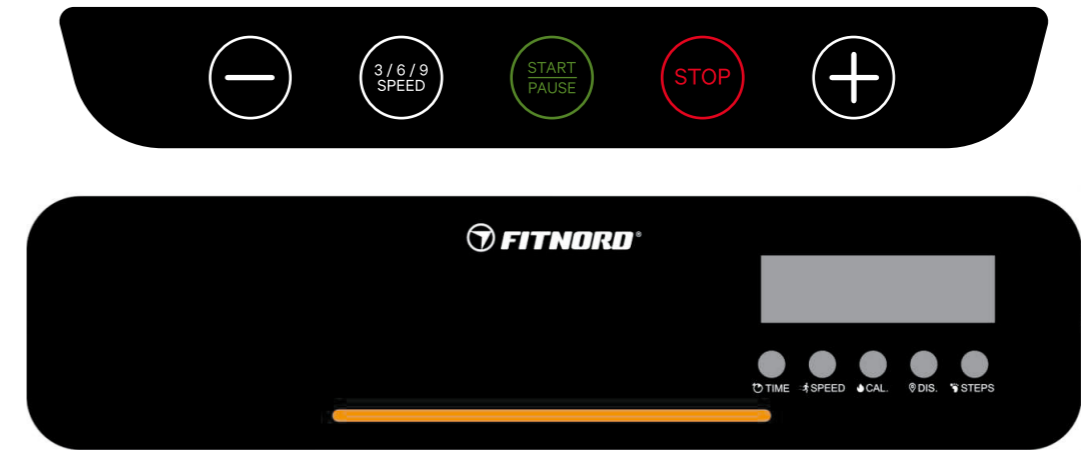 3 / 6 / 9
SPEED
START
PAUSE
STOP
FITNORD®
TIME SPEED CAL. DIS. STEPS